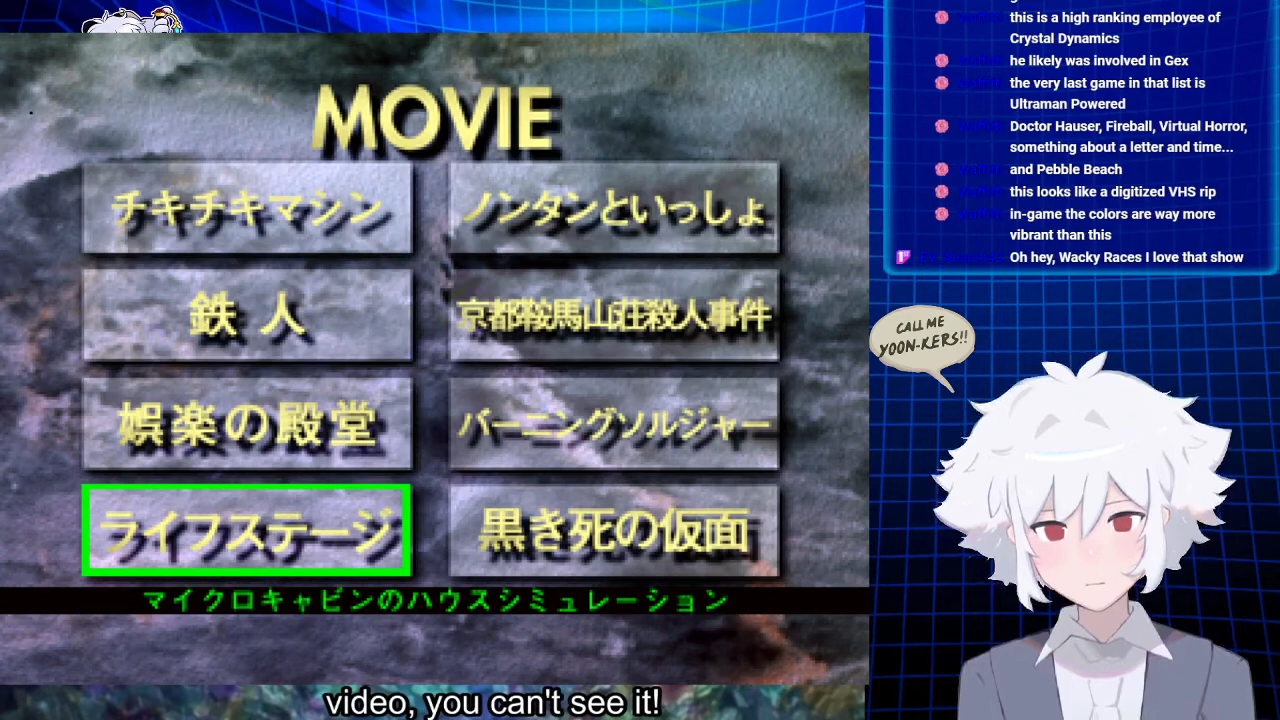 MOVIE
チキチキマシン
ノンタンといっしょ
鉄 人
京都鞍馬山荘殺人事件
娯楽の殿堂
バーニングソルジャー
ライフステージ
黒き死の仮面
マイクロキャビンのハウスシミュレーション
video, you can't see it!
this is a high ranking employee of
Crystal Dynamics
he likely was involved in Gex
the very last game in that list is
Ultraman Powered
Doctor Hauser, Fireball, Virtual Horror,
something about a letter and time...
and Pebble Beach
this looks like a digitized VHS rip
in-game the colors are way more
vibrant than this
Oh hey, Wacky Races I love that show
CALL ME
YOON-KERS!!